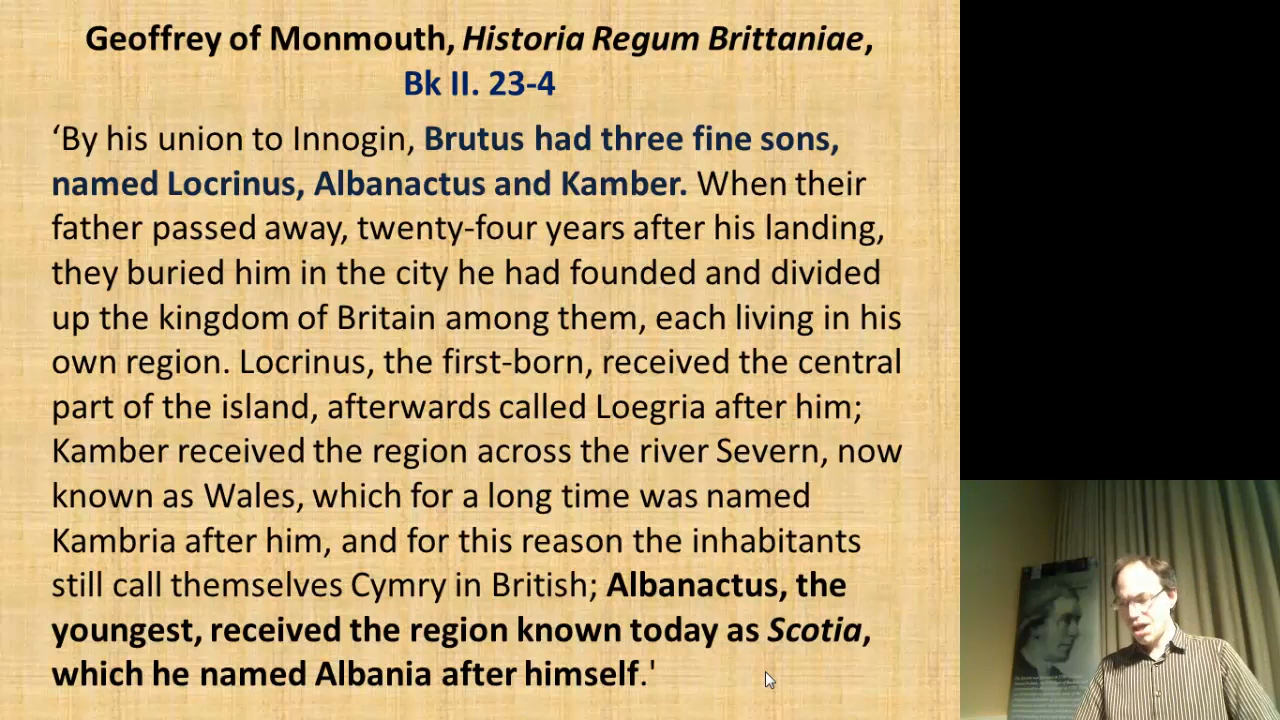 Geoffrey of Monmouth, Historia Regum Brittaniae,
Bk II. 23-4
‘By his union to Innogin, Brutus had three fine sons,
named Locrinus, Albanactus and Kamber. When their
father passed away, twenty-four years after his landing,
they buried him in the city he had founded and divided
up the kingdom of Britain among them, each living in his
own region. Locrinus, the first-born, received the central
part of the island, afterwards called Loegria after him;
Kamber received the region across the river Severn, now
known as Wales, which for a long time was named
Kambria after him, and for this reason the inhabitants
still call themselves Cymry in British; Albanactus, the
youngest, received the region known today as Scotia,
which he named Albania after himself.'